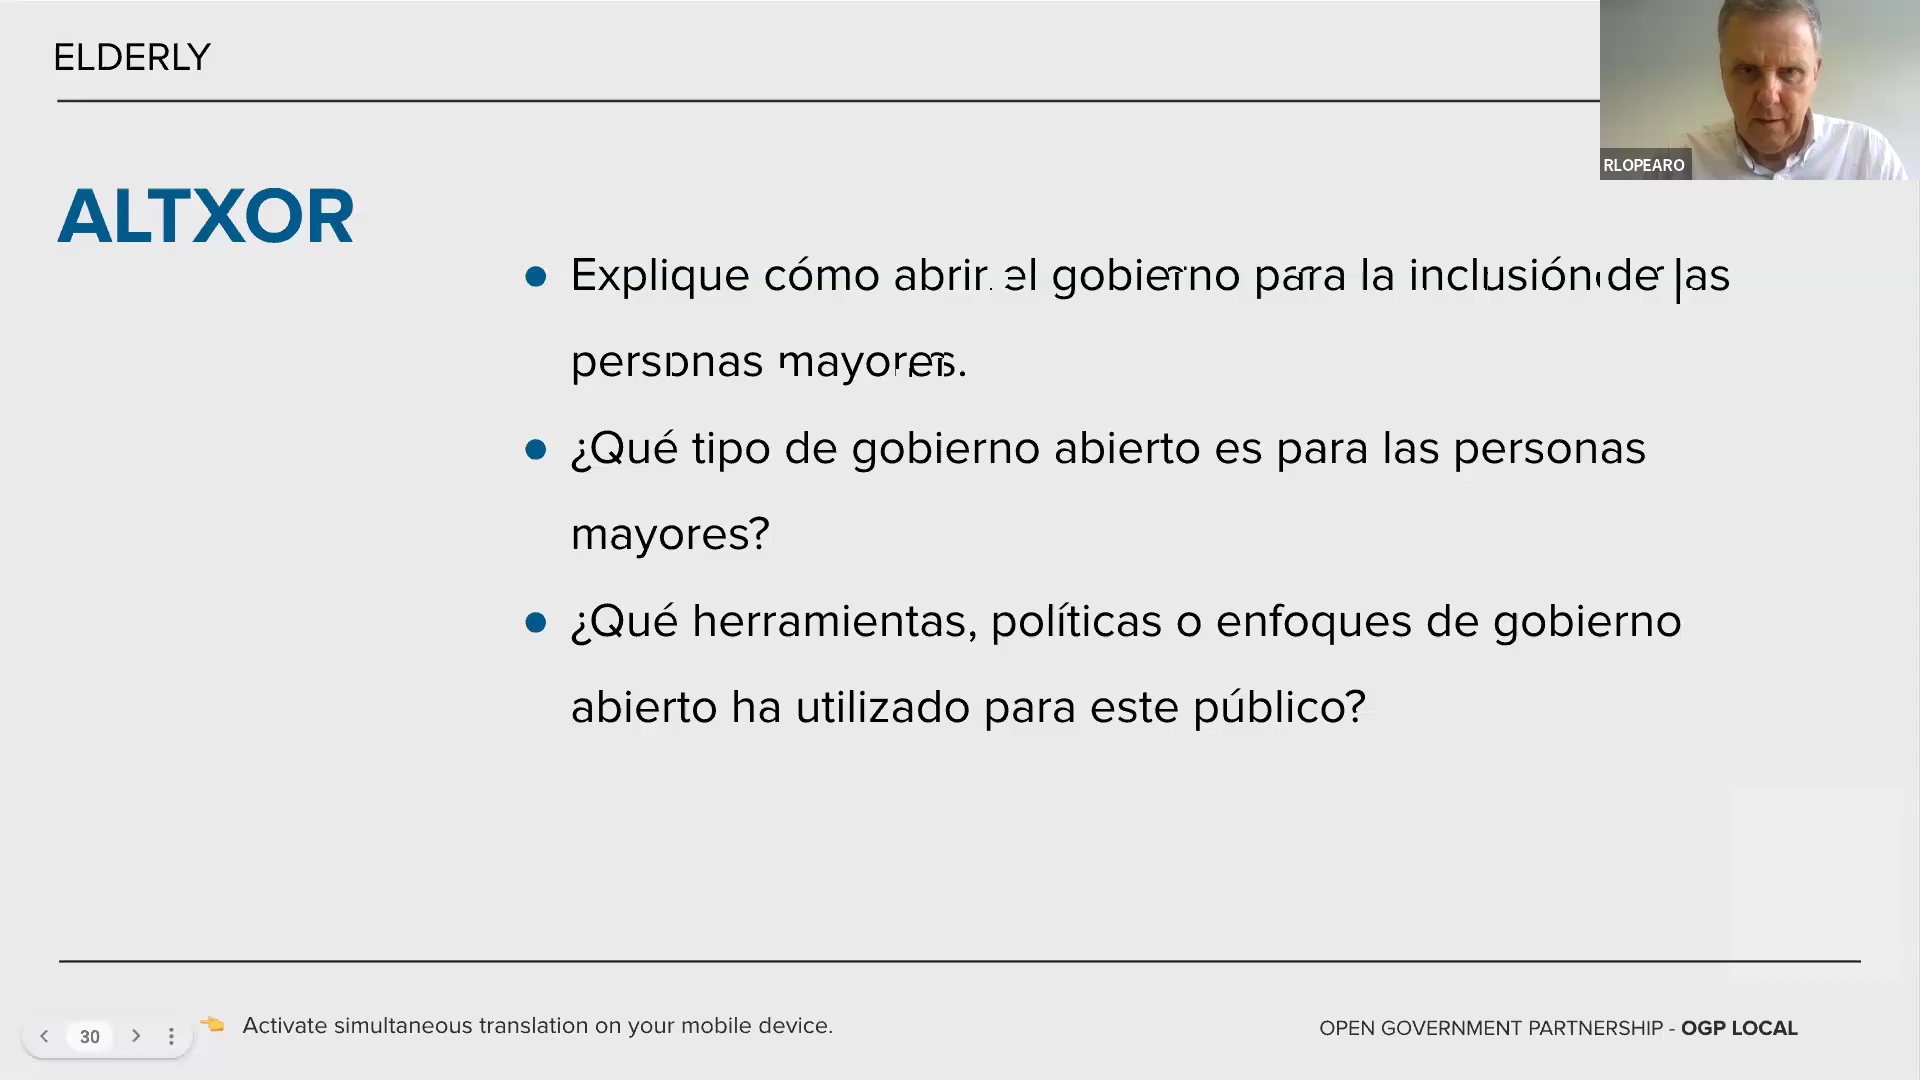 ELDERLY
RLOPEARO
ALTXOR
● Explique cómo abrir el gobierno para la inclusión de las
personas mayores.
● ¿Qué tipo de gobierno abierto es para las personas
mayores?
● ¿Qué herramientas, políticas o enfoques de gobierno
abierto ha utilizado para este público?
30
👈 Activate simultaneous translation on your mobile device.
OPEN GOVERNMENT PARTNERSHIP - OGP LOCAL